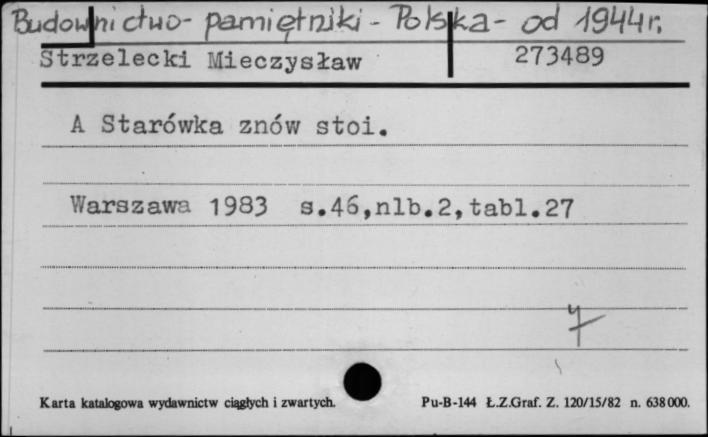 Budownictwo - pamiętniki - Polska - od 1944 r.
Strzelecki Mieczysław 273489
A Starówka znów stoi.
Warszawa 1983 s.46,nlb.2,tabl.27
Karta katalogowa wydawnictw ciągłych i zwartych. Pu-B-144 Ł.Z.Graf. Z. 120/15/82 n. 638000.